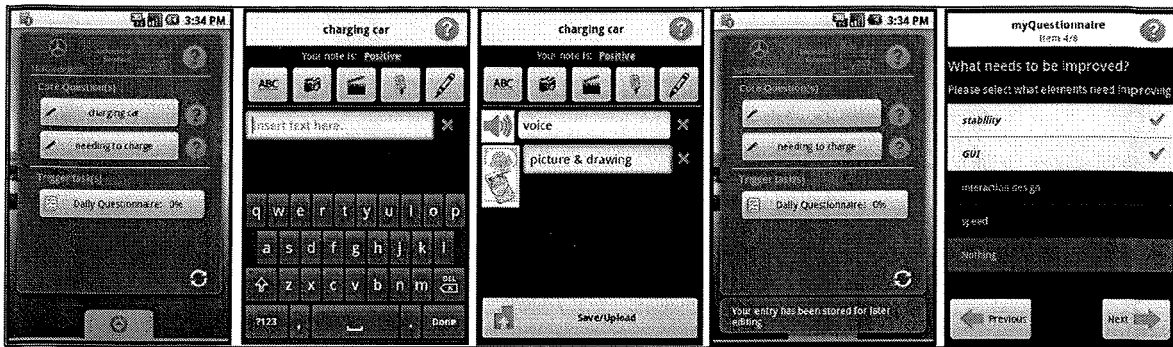 3:34 PM
Core Question(s)
charging car
?
needing to charge
?
Trigger task(s)
Daily Questionnaire: 0%
charging car
?
Your note is: Positive
ABC
Insert text here.
q w e r t y u i o p
a s d f g h j k l
z x c v b n m DEL
?123 , . Done
charging car
?
Your note is: Positive
ABC
voice
picture & drawing
Save/Upload
3:34 PM
?
Core Question(s)
?
needing to charge
?
Trigger task(s)
Daily Questionnaire: 0%
Your entry has been stored for later
editing
myQuestionnaire
Item 4/8
?
What needs to be improved?
Please select what elements need improving
stability
GUI
interaction design
speed
Nothing
Previous
Next